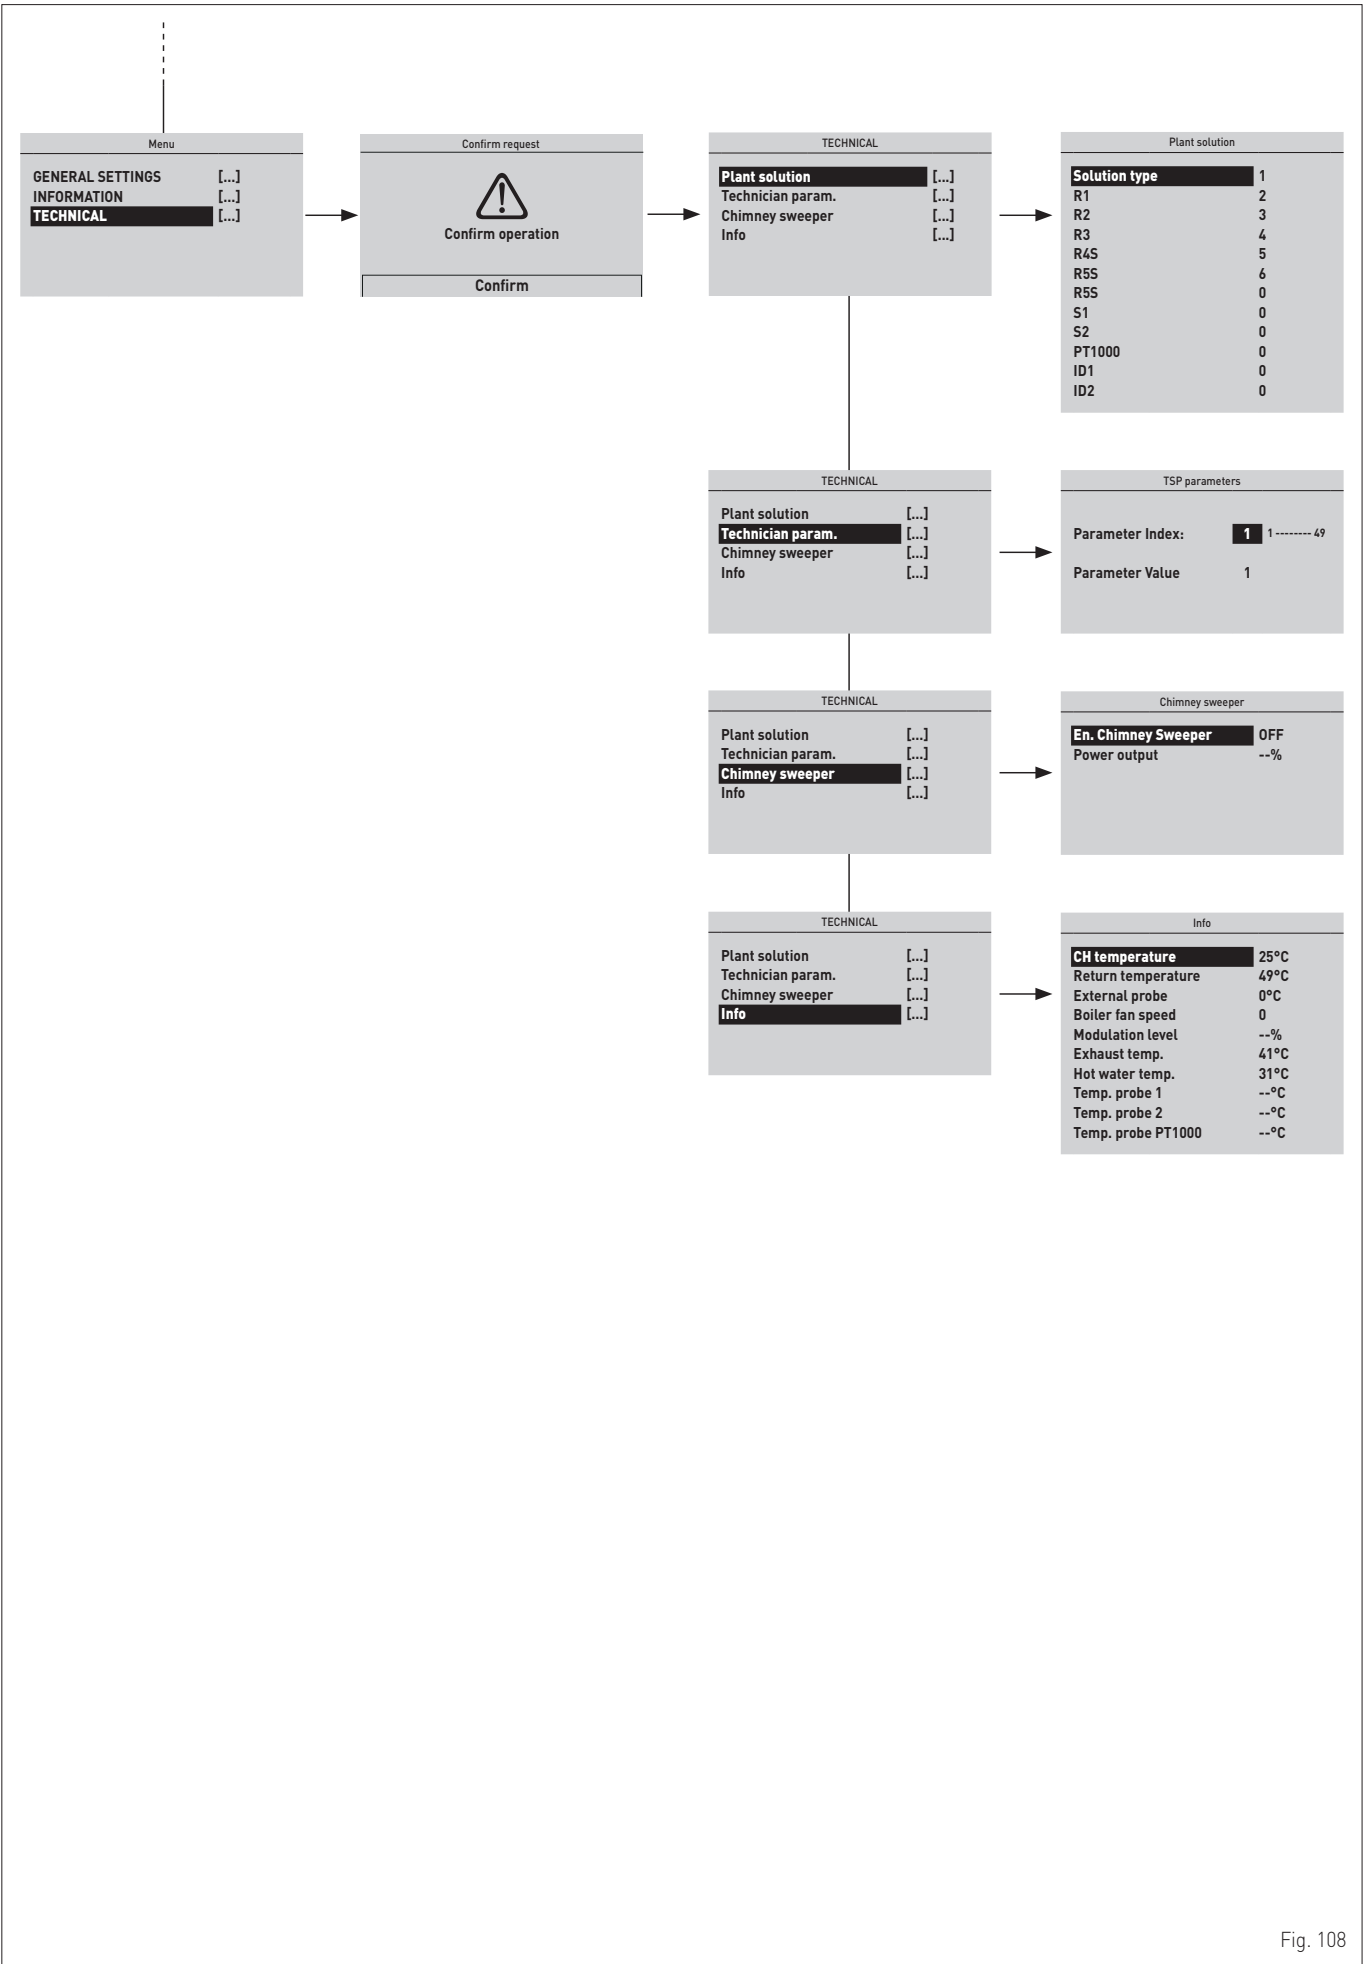 Menu
GENERAL SETTINGS [...]
INFORMATION [...]
TECHNICAL [...]
Confirm request
Confirm operation
Confirm
TECHNICAL
Plant solution [...]
Technician param. [...]
Chimney sweeper [...]
Info [...]
Plant solution
Solution type 1
R1 2
R2 3
R3 4
R4S 5
R5S 6
R5S 0
S1 0
S2 0
PT1000 0
ID1 0
ID2 0
TECHNICAL
Plant solution [...]
Technician param. [...]
Chimney sweeper [...]
Info [...]
TSP parameters
Parameter Index: 1 1 -------- 49
Parameter Value 1
TECHNICAL
Plant solution [...]
Technician param. [...]
Chimney sweeper [...]
Info [...]
Chimney sweeper
En. Chimney Sweeper OFF
Power output --%
TECHNICAL
Plant solution [...]
Technician param. [...]
Chimney sweeper [...]
Info [...]
Info
CH temperature 25°C
Return temperature 49°C
External probe 0°C
Boiler fan speed 0
Modulation level --%
Exhaust temp. 41°C
Hot water temp. 31°C
Temp. probe 1 --°C
Temp. probe 2 --°C
Temp. probe PT1000 --°C
Fig. 108